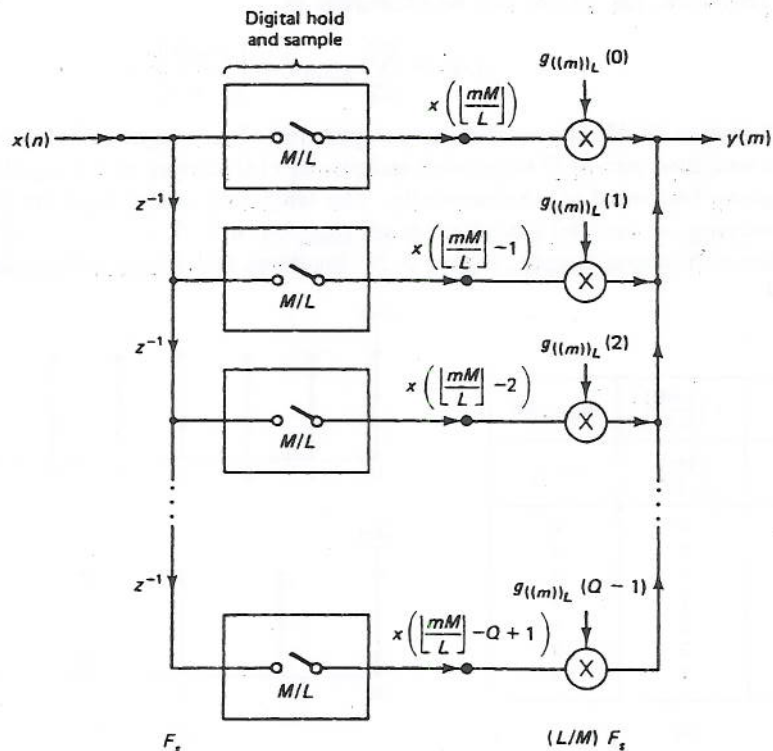 Digital hold
and sample
g((m))L (0)
x(⌊mM/L⌋)
x(n)
M/L
y(m)
z⁻¹
g((m))L (1)
x(⌊mM/L⌋ −1)
M/L
z⁻¹
g((m))L (2)
x(⌊mM/L⌋ −2)
M/L
z⁻¹
g((m))L (Q − 1)
x(⌊mM/L⌋ −Q + 1)
M/L
Fs
(L/M) Fs